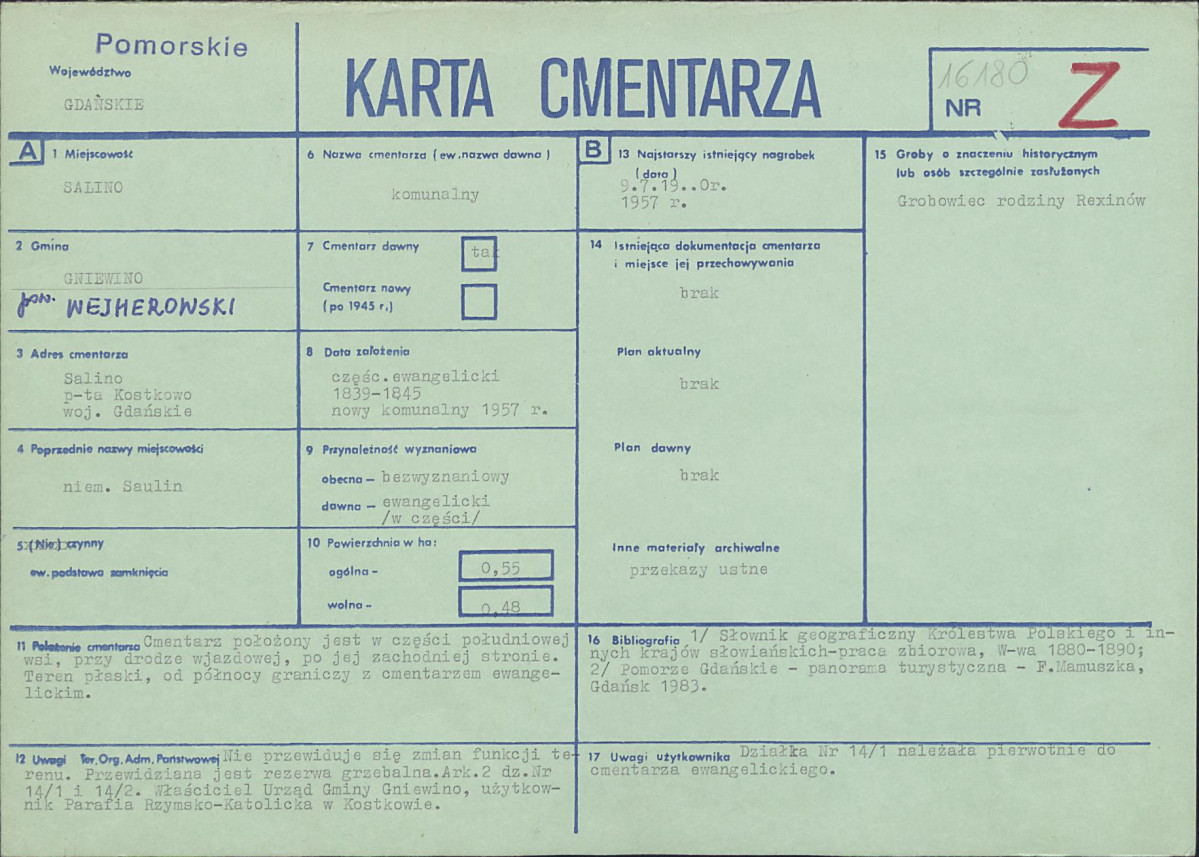 Pomorskie
Województwo
GDAŃSKIE
KARTA CMENTARZA
16180
NR
Z
A
1 Miejscowość
SALINO
2 Gmina
GNIEWINO
pow. WEJHEROWSKI
3 Adres cmentarza
Salino
p-ta Kostkowo
woj. Gdańskie
4 Poprzednie nazwy miejscowości
niem. Saulin
5 (Nie) czynny
ew. podstawa zamknięcia
6 Nazwa cmentarza (ew. nazwa dawna)
komunalny
7 Cmentarz dawny
tak
Cmentarz nowy
(po 1945 r.)
8 Data założenia
częśc.ewangelicki
1839-1845
nowy komunalny 1957 r.
9 Przynależność wyznaniowa
obecna - bezwyznaniowy
dawna - ewangelicki
/w części/
10 Powierzchnia w ha:
ogólna - 0,55
wolna - 0,48
B
13 Najstarszy istniejący nagrobek
(data)
9.7.19..0r.
1957 r.
14 Istniejąca dokumentacja cmentarza
i miejsce jej przechowywania
brak
Plan aktualny
brak
Plan dawny
brak
Inne materiały archiwalne
przekazy ustne
15 Groby o znaczeniu historycznym
lub osób szczególnie zasłużonych
Grobowiec rodziny Rexinów
11 Położenie cmentarza Cmentarz położony jest w części południowej
wsi, przy drodze wjazdowej, po jej zachodniej stronie.
Teren płaski, od północy graniczy z cmentarzem ewange-
lickim.
12 Uwagi Ter. Org. Adm. Państwowej Nie przewiduje się zmian funkcji te-
renu. Przewidziana jest rezerwa grzebalna.Ark.2 dz.Nr
14/1 i 14/2. Właściciel Urząd Gminy Gniewino, użytkow-
nik Parafia Rzymsko-Katolicka w Kostkowie.
16 Bibliografia 1/ Słownik geograficzny Królestwa Polskiego i in-
nych krajów słowiańskich-praca zbiorowa, W-wa 1880-1890;
2/ Pomorze Gdańskie - panorama turystyczna - F.Mamuszka,
Gdańsk 1983.
17 Uwagi użytkownika Działka Nr 14/1 należała pierwotnie do
cmentarza ewangelickiego.